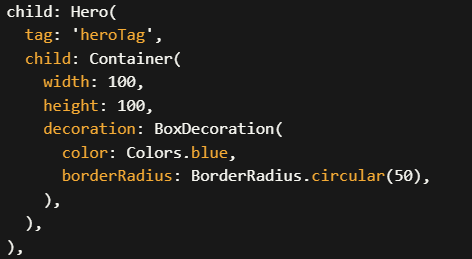 child: Hero(
  tag: 'heroTag',
  child: Container(
    width: 100,
    height: 100,
    decoration: BoxDecoration(
      color: Colors.blue,
      borderRadius: BorderRadius.circular(50),
    ),
  ),
),